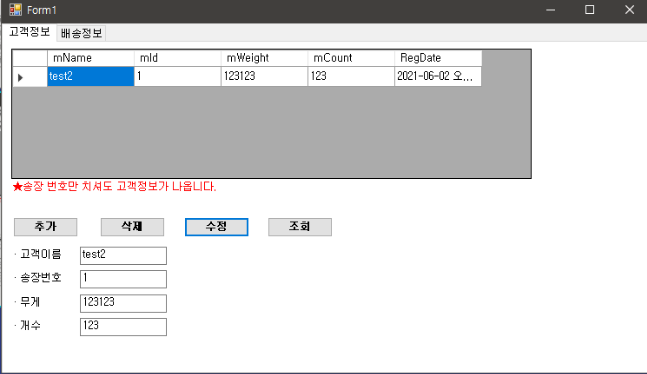 Form1
고객정보 배송정보
mName mId mWeight mCount RegDate
test2 1 123123 123 2021-06-02 오...
★송장 번호만 치셔도 고객정보가 나옵니다.
추가 삭제 수정 조회
· 고객이름 test2
· 송장번호 1
· 무게 123123
· 개수 123